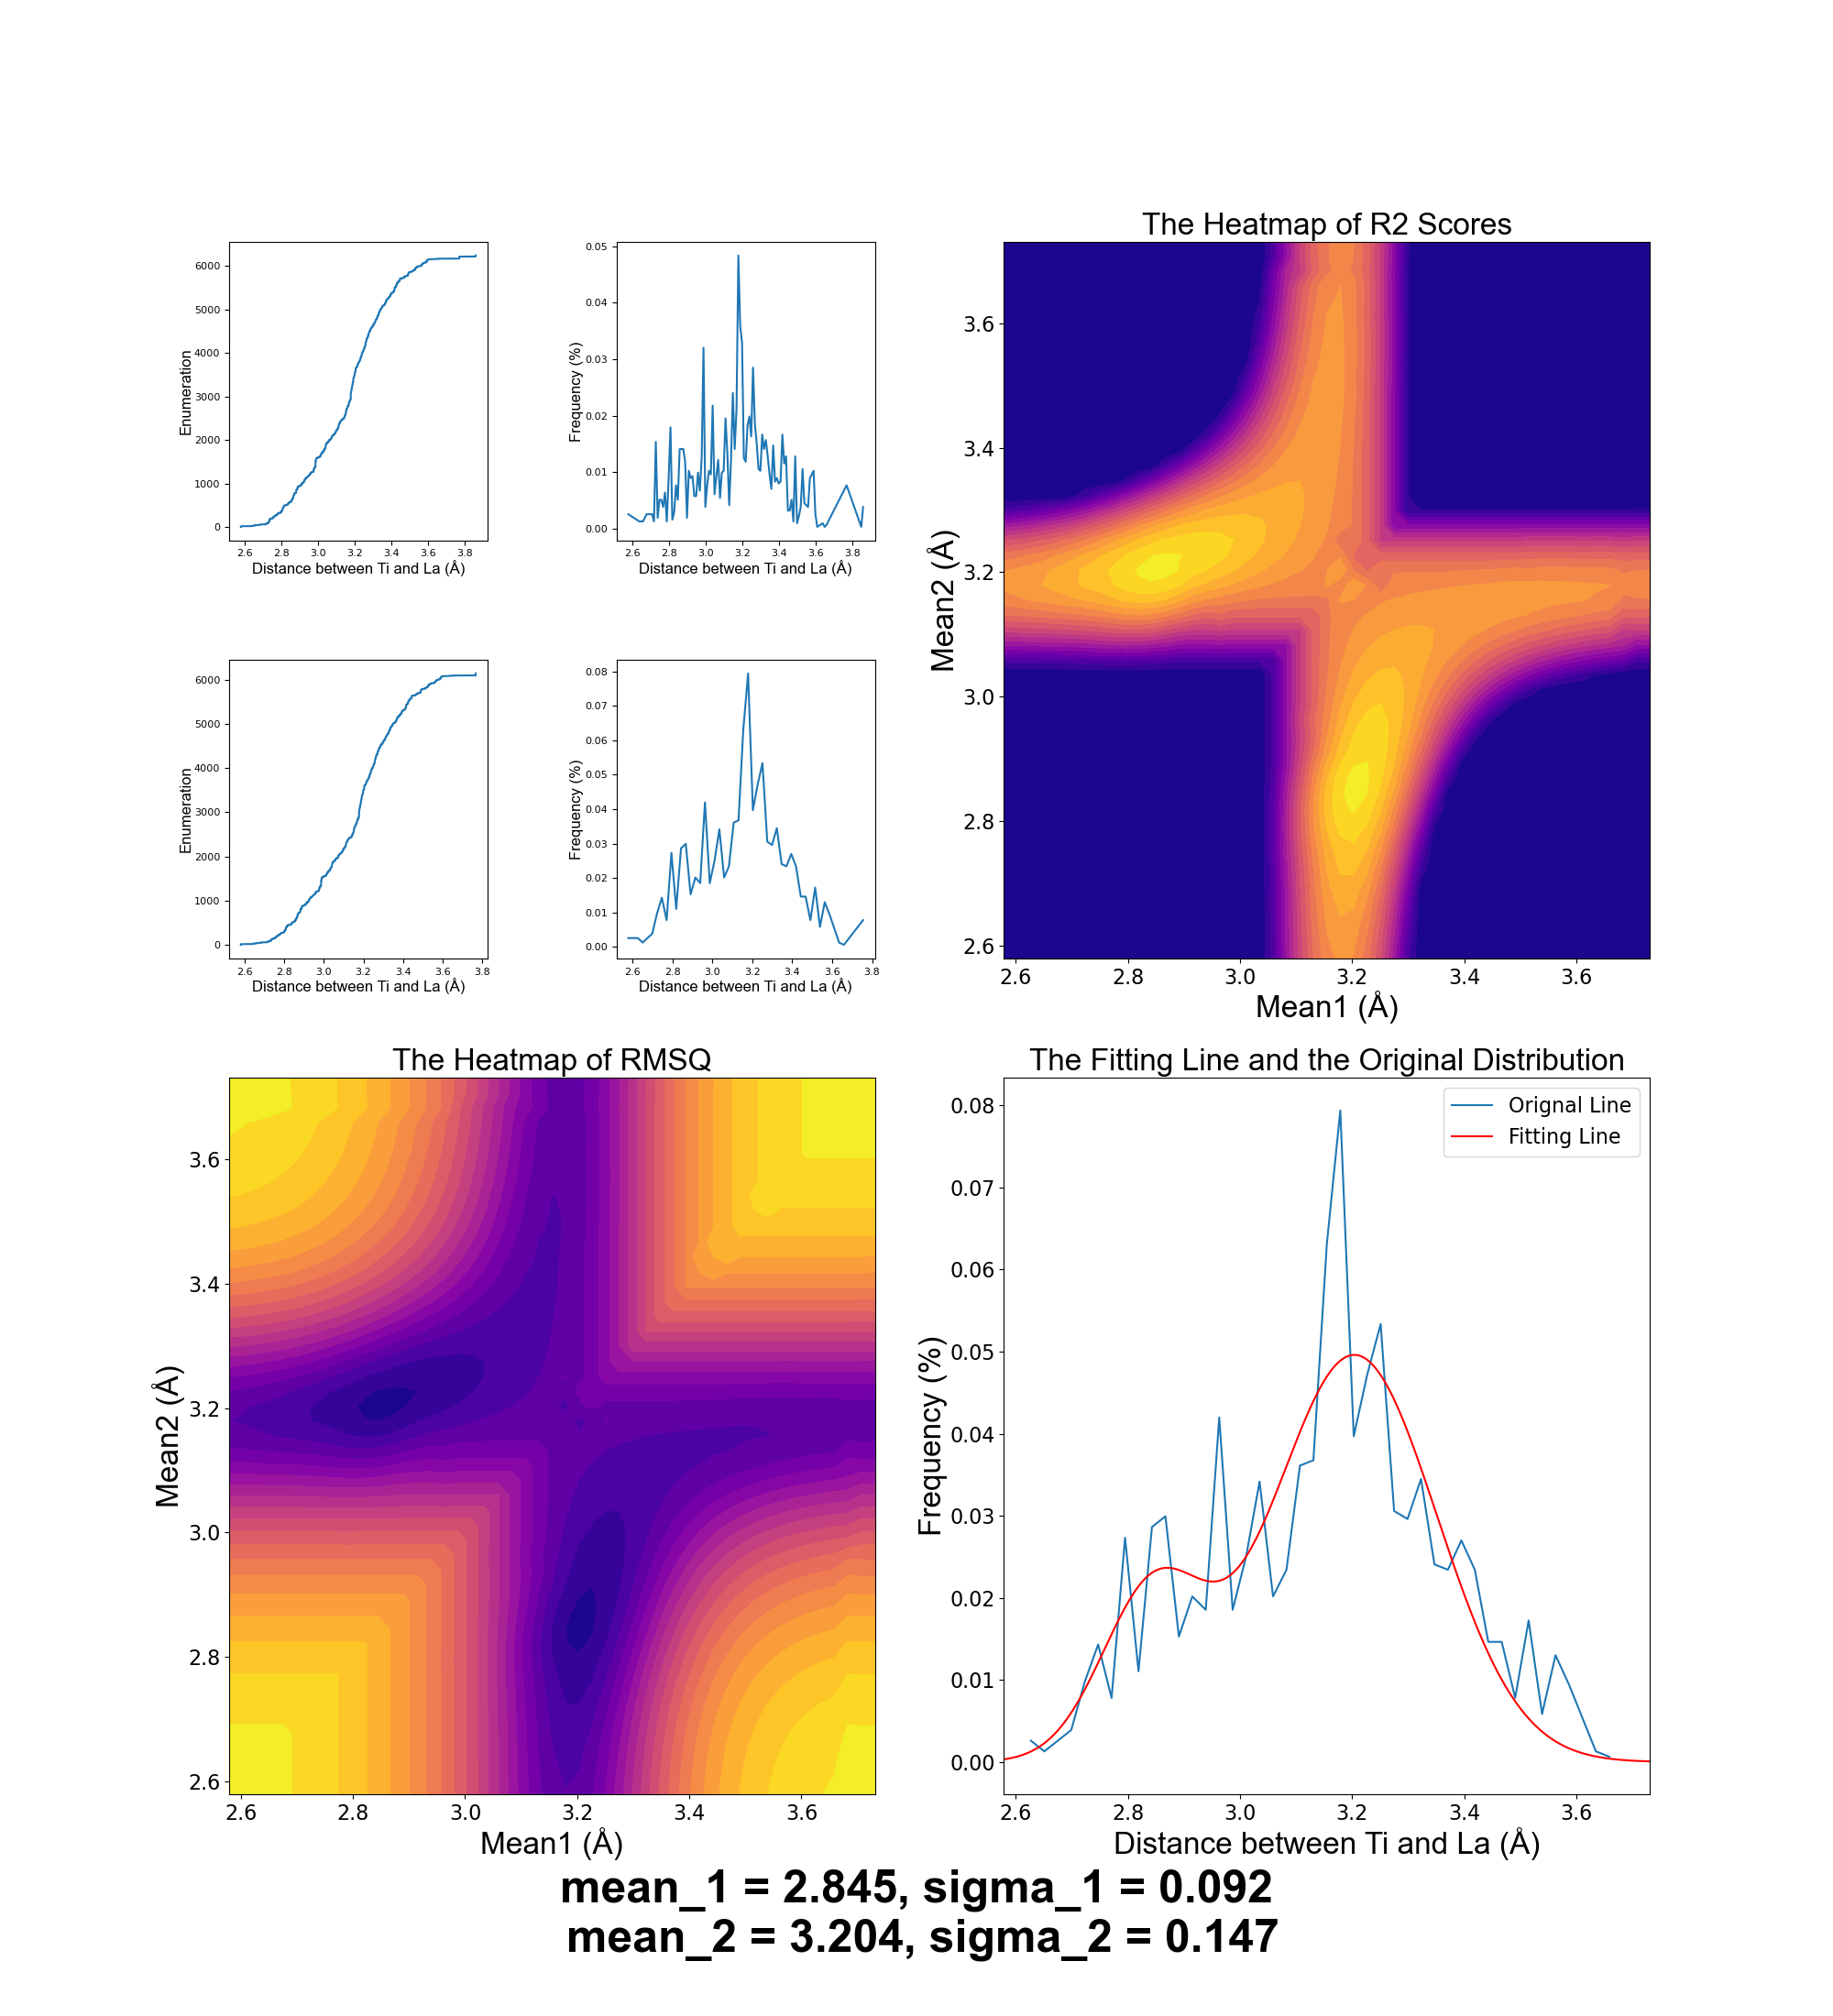 The Heatmap of R2 Scores
6000
5000
4000
3000
2000
1000
0
Enumeration
2.6 2.8 3.0 3.2 3.4 3.6 3.8
Distance between Ti and La (Å)
0.05
0.04
0.03
0.02
0.01
0.00
Frequency (%)
2.6 2.8 3.0 3.2 3.4 3.6 3.8
Distance between Ti and La (Å)
3.6
3.4
3.2
3.0
2.8
2.6
Mean2 (Å)
2.6 2.8 3.0 3.2 3.4 3.6
Mean1 (Å)
6000
5000
4000
3000
2000
1000
0
Enumeration
2.6 2.8 3.0 3.2 3.4 3.6 3.8
Distance between Ti and La (Å)
0.08
0.07
0.06
0.05
0.04
0.03
0.02
0.01
0.00
Frequency (%)
2.6 2.8 3.0 3.2 3.4 3.6 3.8
Distance between Ti and La (Å)
The Heatmap of RMSQ
3.6
3.4
3.2
3.0
2.8
2.6
Mean2 (Å)
2.6 2.8 3.0 3.2 3.4 3.6
Mean1 (Å)
The Fitting Line and the Original Distribution
Orignal Line
Fitting Line
0.08
0.07
0.06
0.05
0.04
0.03
0.02
0.01
0.00
Frequency (%)
2.6 2.8 3.0 3.2 3.4 3.6
Distance between Ti and La (Å)
mean_1 = 2.845, sigma_1 = 0.092
mean_2 = 3.204, sigma_2 = 0.147